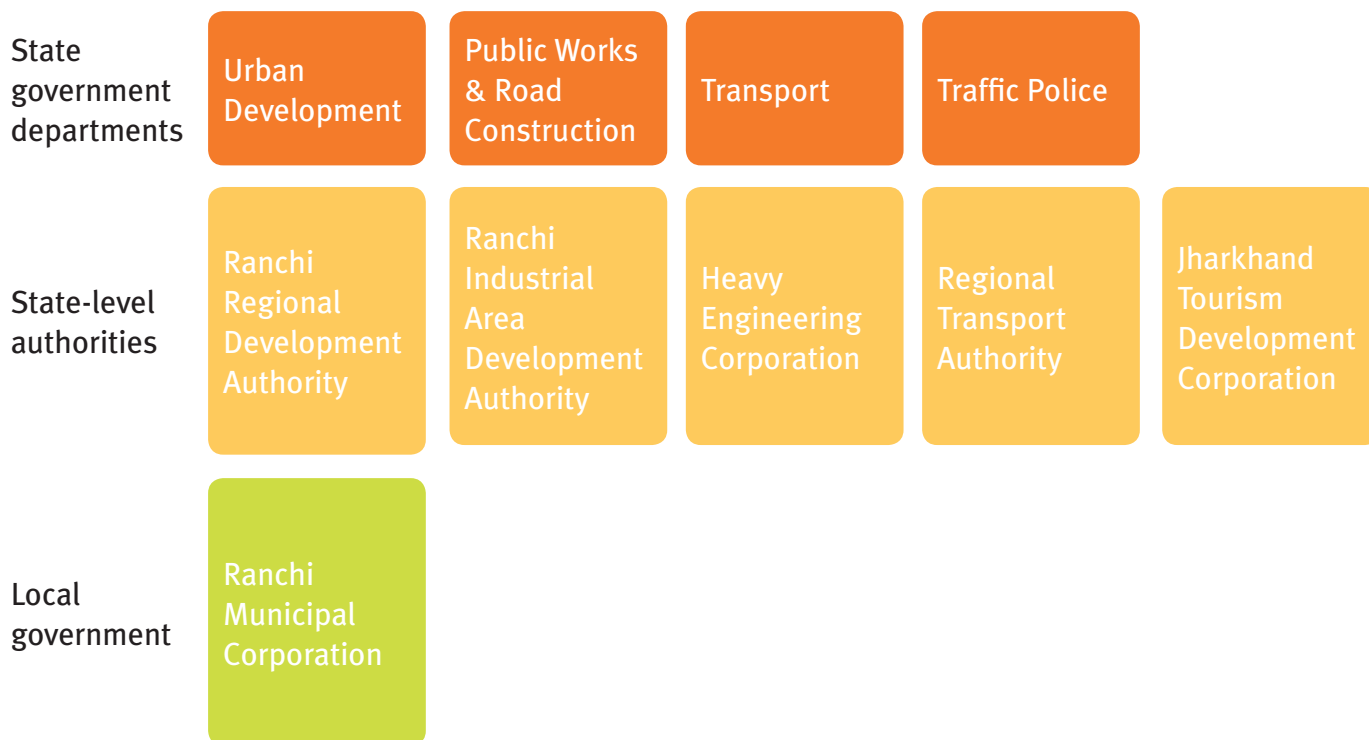 State
government
departments
Urban
Development
Public Works
& Road
Construction
Transport
Traffic Police
State-level
authorities
Ranchi
Regional
Development
Authority
Ranchi
Industrial
Area
Development
Authority
Heavy
Engineering
Corporation
Regional
Transport
Authority
Jharkhand
Tourism
Development
Corporation
Local
government
Ranchi
Municipal
Corporation